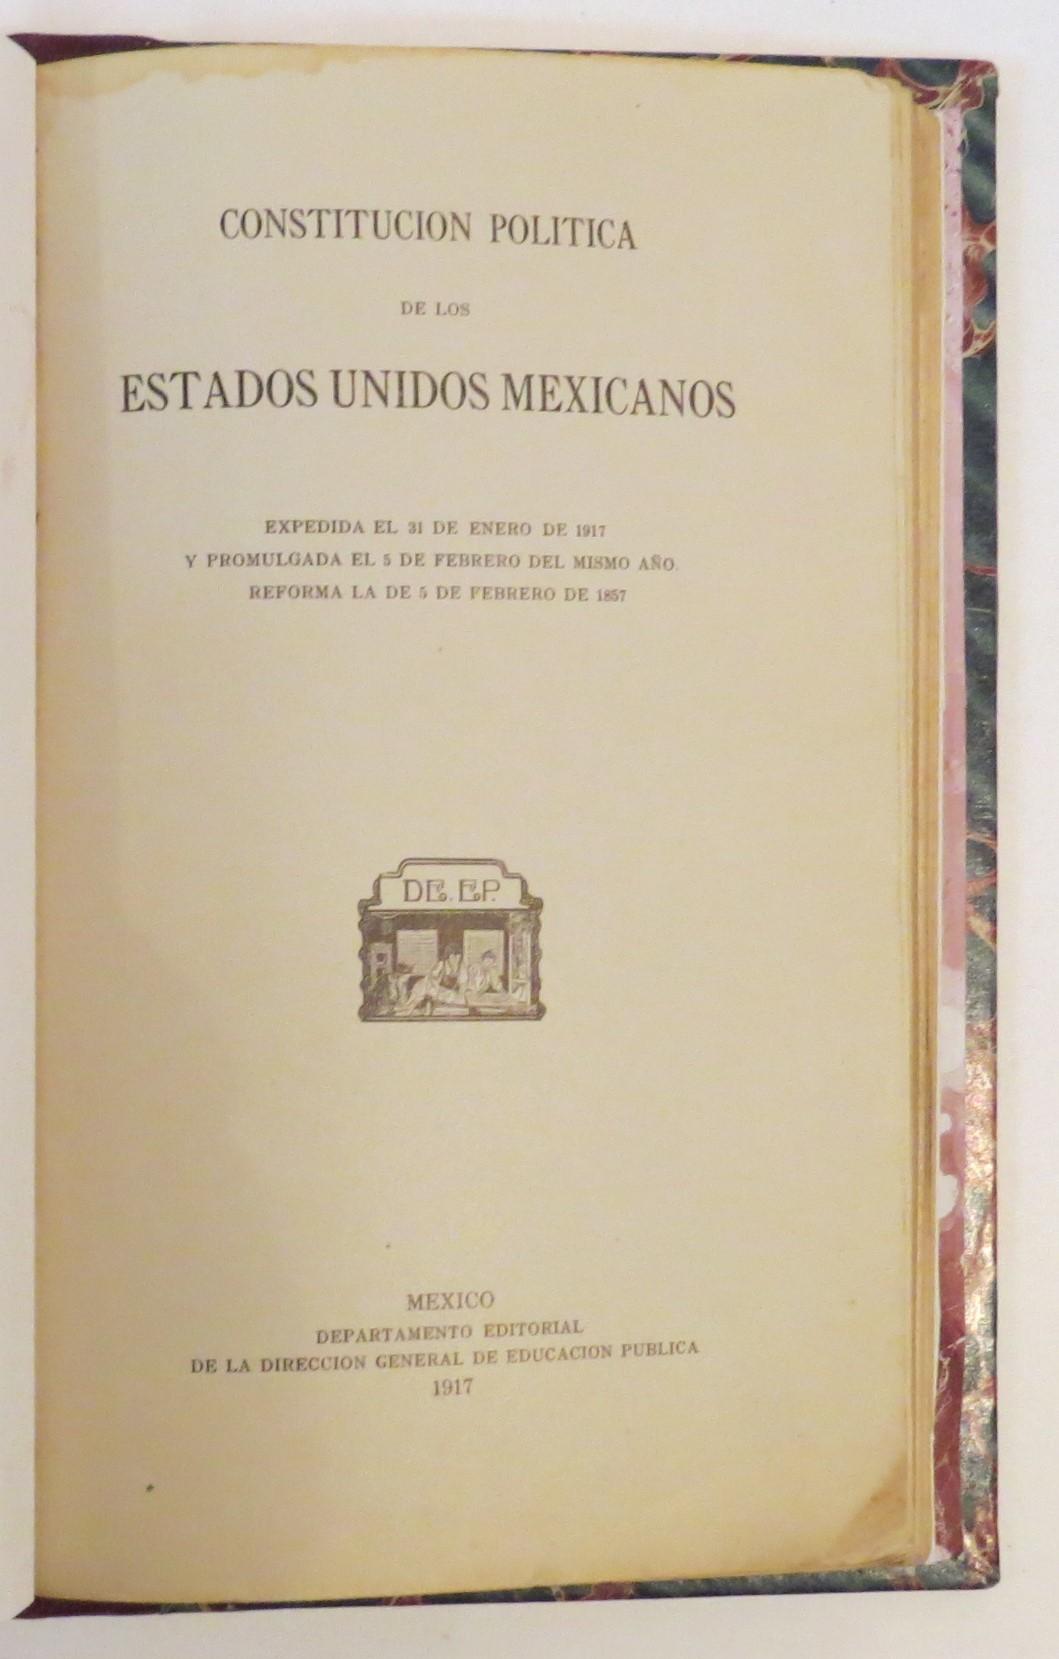 CONSTITUCION POLITICA
DE LOS
ESTADOS UNIDOS MEXICANOS
EXPEDIDA EL 31 DE ENERO DE 1917
Y PROMULGADA EL 5 DE FEBRERO DEL MISMO AÑO.
REFORMA LA DE 5 DE FEBRERO DE 1857
DE. EP.
MEXICO
DEPARTAMENTO EDITORIAL
DE LA DIRECCION GENERAL DE EDUCACION PUBLICA
1917